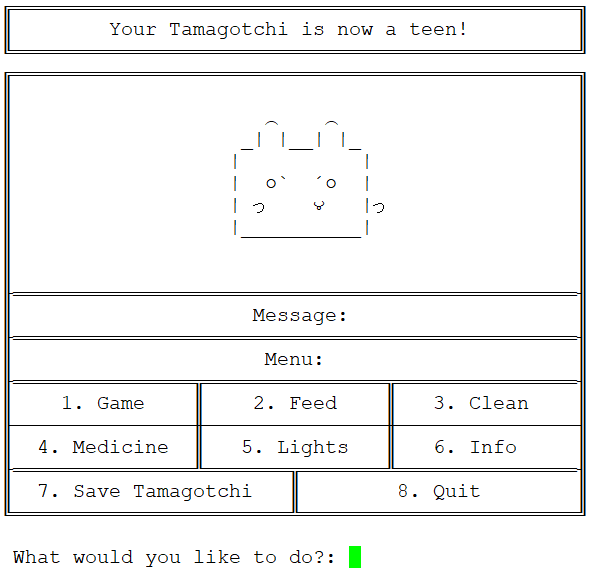 Your Tamagotchi is now a teen!
Message:
Menu:
1. Game 2. Feed 3. Clean
4. Medicine 5. Lights 6. Info
7. Save Tamagotchi 8. Quit
What would you like to do?: